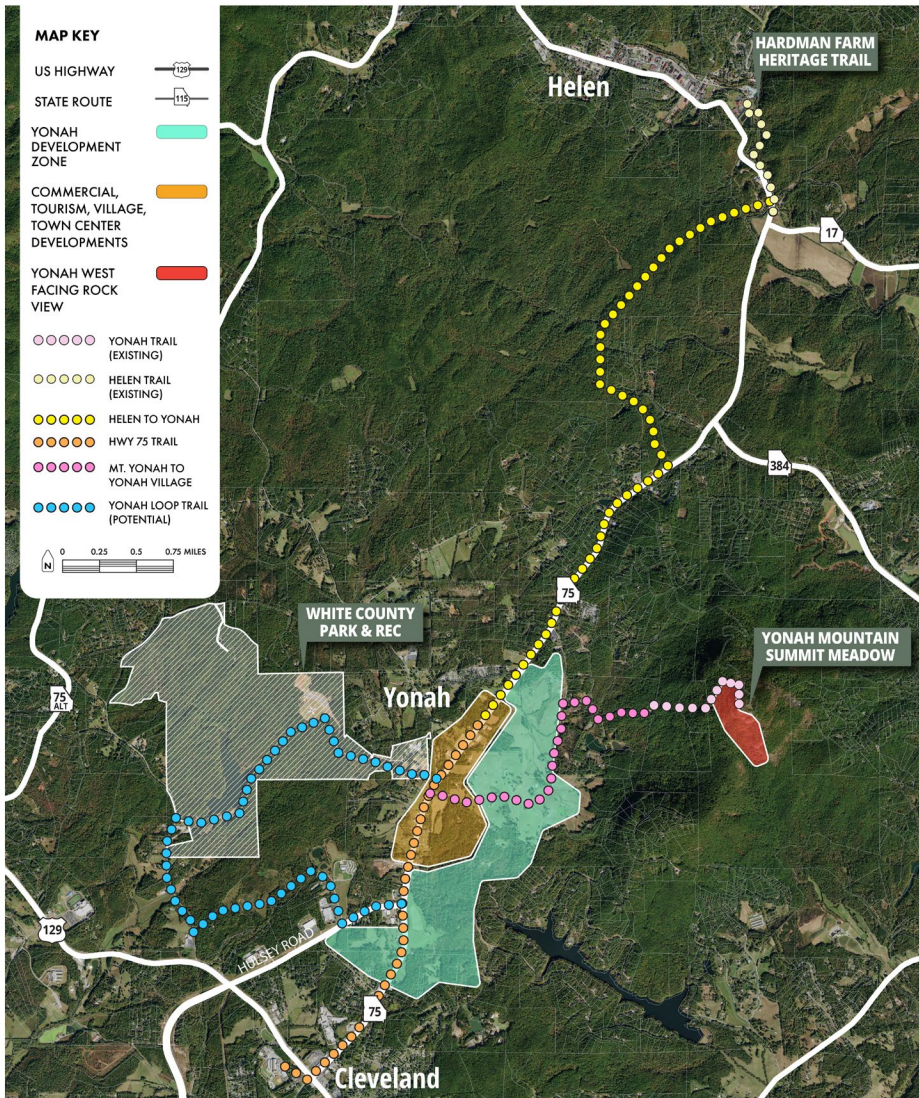 MAP KEY
US HIGHWAY
129
STATE ROUTE
115
YONAH
DEVELOPMENT
ZONE
COMMERCIAL,
TOURISM, VILLAGE,
TOWN CENTER
DEVELOPMENTS
YONAH WEST
FACING ROCK
VIEW
YONAH TRAIL
(EXISTING)
HELEN TRAIL
(EXISTING)
HELEN TO YONAH
HWY 75 TRAIL
MT. YONAH TO
YONAH VILLAGE
YONAH LOOP TRAIL
(POTENTIAL)
N
0 0.25 0.5 0.75 MILES
HARDMAN FARM
HERITAGE TRAIL
Helen
17
384
75
WHITE COUNTY
PARK & REC
YONAH MOUNTAIN
SUMMIT MEADOW
75
ALT
Yonah
129
HULSEY ROAD
75
Cleveland